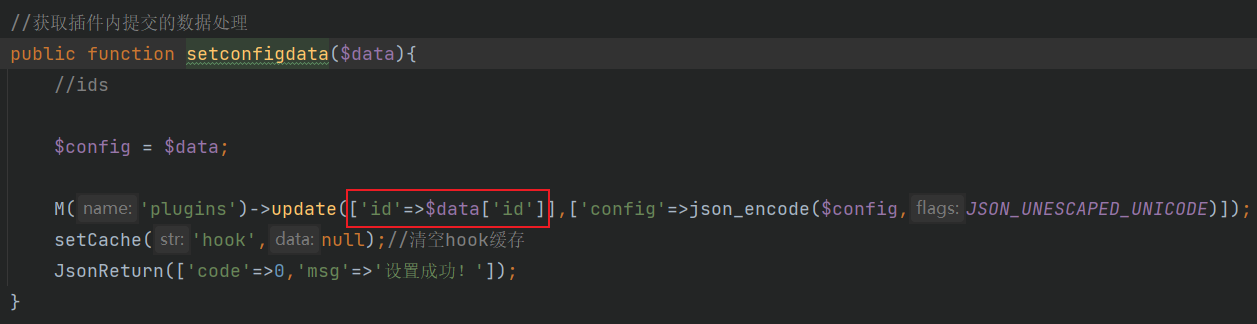 //获取插件内提交的数据处理
public function setconfigdata($data){
//ids
$config = $data;
M( name: 'plugins')->update(['id'=>$data['id']],['config'=>json_encode($config, flags: JSON_UNESCAPED_UNICODE)]);
setCache( str: 'hook', data: null);//清空hook缓存
JsonReturn(['code'=>0,'msg'=>'设置成功！']);
}